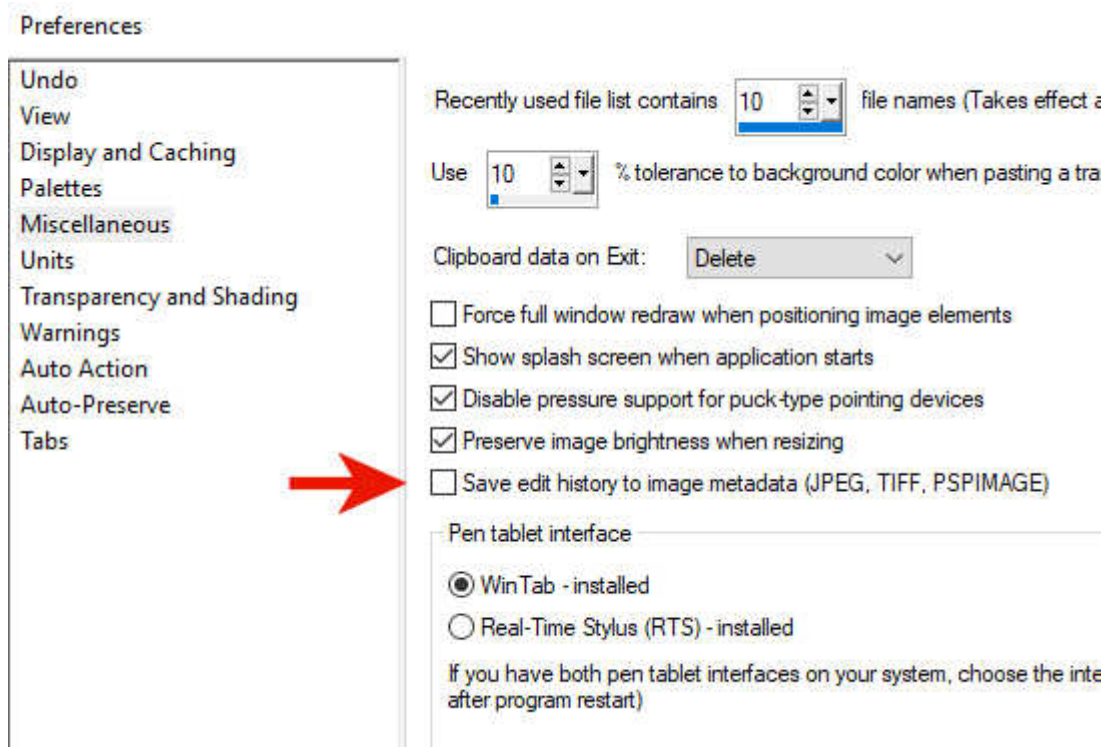 Preferences
Undo
View
Display and Caching
Palettes
Miscellaneous
Units
Transparency and Shading
Warnings
Auto Action
Auto-Preserve
Tabs
Recently used file list contains 10 file names (Takes effect a
Use 10 % tolerance to background color when pasting a tra
Clipboard data on Exit: Delete
Force full window redraw when positioning image elements
Show splash screen when application starts
Disable pressure support for puck-type pointing devices
Preserve image brightness when resizing
Save edit history to image metadata (JPEG, TIFF, PSPIMAGE)
Pen tablet interface
WinTab - installed
Real-Time Stylus (RTS) - installed
If you have both pen tablet interfaces on your system, choose the inte
after program restart)